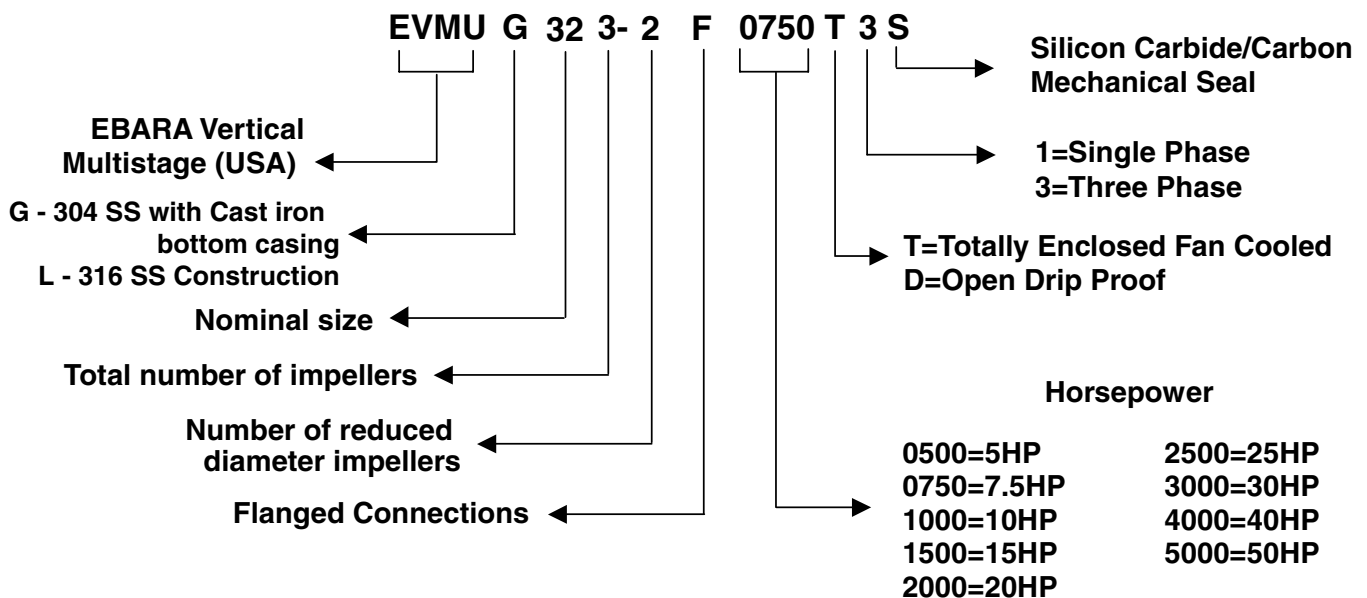 EVMU G 32 3- 2 F 0750 T 3 S
Silicon Carbide/Carbon
Mechanical Seal
EBARA Vertical
Multistage (USA)
1=Single Phase
3=Three Phase
G - 304 SS with Cast iron
bottom casing
L - 316 SS Construction
T=Totally Enclosed Fan Cooled
D=Open Drip Proof
Nominal size
Total number of impellers
Number of reduced
diameter impellers
Flanged Connections
Horsepower
0500=5HP
0750=7.5HP
1000=10HP
1500=15HP
2000=20HP
2500=25HP
3000=30HP
4000=40HP
5000=50HP